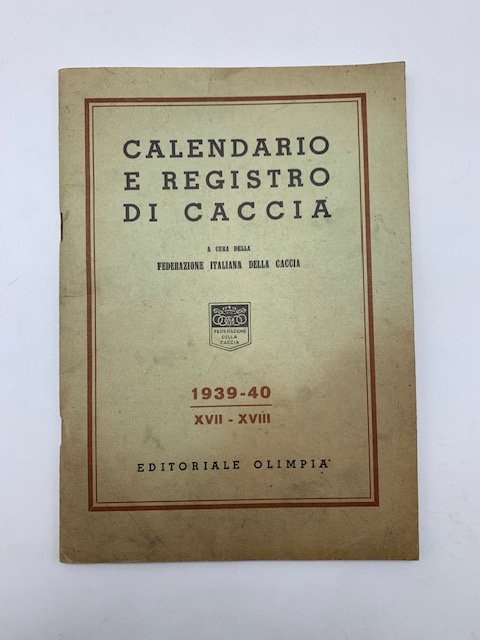 CALENDARIO
E REGISTRO
DI CACCIA
A CURA DELLA
FEDERAZIONE ITALIANA DELLA CACCIA
FEDERAZIONE
DELLA
CACCIA
1939-40
XVII - XVIII
EDITORIALE OLIMPIA